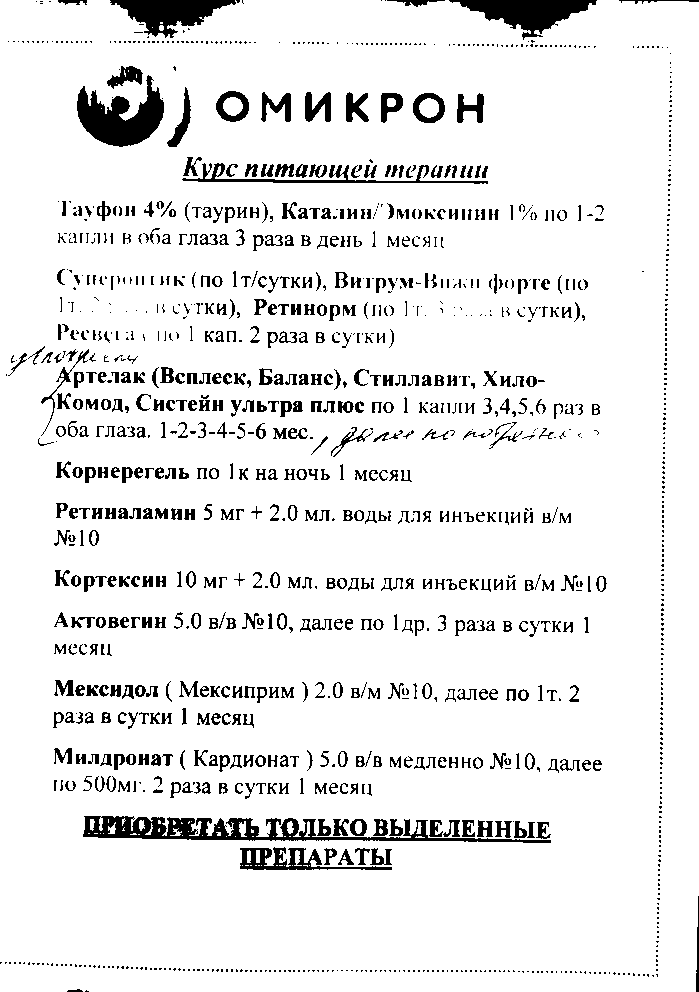 ОМИКРОН
Курс питающей терапии
Тауфон 4% (таурин), Каталин/Эмоксипин 1% по 1-2
капли в оба глаза 3 раза в день 1 месяц
Супероптик (по 1т/сутки), Витрум-Вижн форте (по
1т. 2 раза в сутки), Ретинорм (по 1т. 3 раза в сутки),
Ресвега (по 1 кап. 2 раза в сутки)
Артелак (Всплеск, Баланс), Стиллавит, Хило-
Комод, Систейн ультра плюс по 1 капли 3,4,5,6 раз в
оба глаза. 1-2-3-4-5-6 мес., далее по
Корнерегель по 1к на ночь 1 месяц
Ретиналамин 5 мг + 2.0 мл. воды для инъекций в/м
№10
Кортексин 10 мг + 2.0 мл. воды для инъекций в/м №10
Актовегин 5.0 в/в №10, далее по 1др. 3 раза в сутки 1
месяц
Мексидол ( Мексиприм ) 2.0 в/м №10, далее по 1т. 2
раза в сутки 1 месяц
Милдронат ( Кардионат ) 5.0 в/в медленно №10, далее
по 500мг. 2 раза в сутки 1 месяц
ПРИОБРЕТАТЬ ТОЛЬКО ВЫДЕЛЕННЫЕ
ПРЕПАРАТЫ